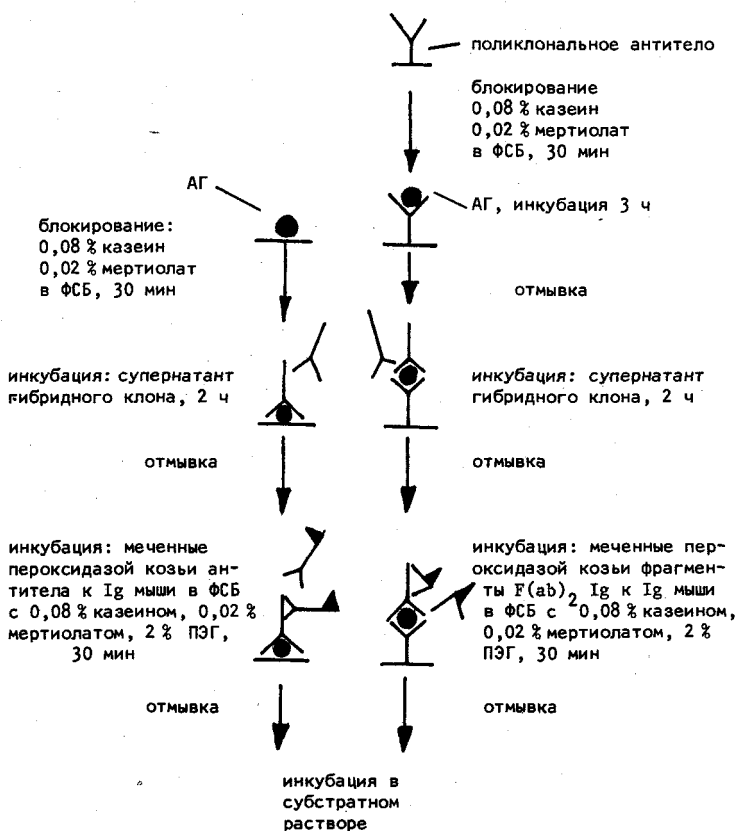 поликлональное антитело
блокирование
0,08 % казеин
0,02 % мертиолат
в ФСБ, 30 мин
АГ
АГ, инкубация 3 ч
блокирование:
0,08 % казеин
0,02 % мертиолат
в ФСБ, 30 мин
отмывка
инкубация: супернатант
гибридного клона, 2 ч
инкубация: супернатант
гибридного клона, 2 ч
отмывка
отмывка
инкубация: меченные
пероксидазой козьи ан-
титела к Ig мыши в ФСБ
с 0,08 % казеином, 0,02 %
мертиолатом, 2 % ПЭГ,
30 мин
инкубация: меченные пер-
оксидазой козьи фрагмен-
ты F(ab)₂ Ig к Ig мыши
в ФСБ с 0,08 % казеином,
0,02 % мертиолатом, 2 %
ПЭГ, 30 мин
отмывка
отмывка
инкубация в
субстратном
растворе